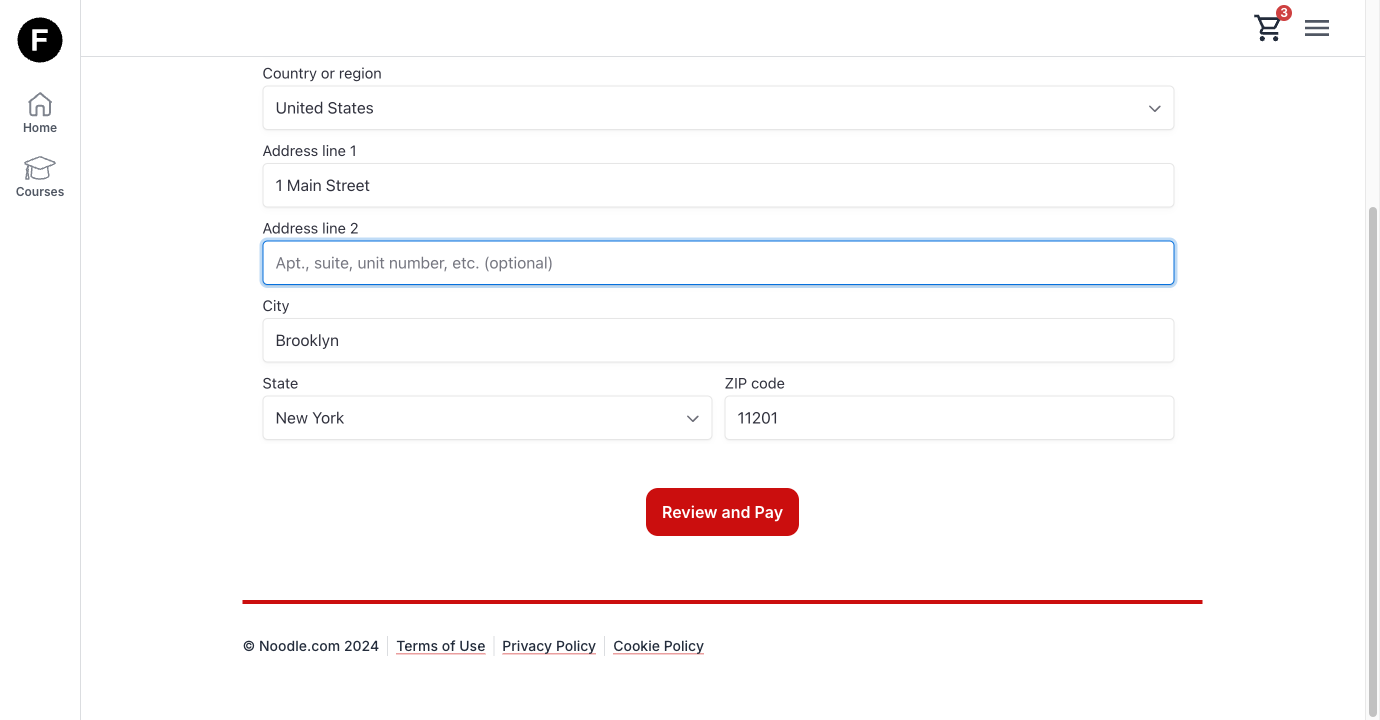 F
3
Home
Courses
Country or region
United States
Address line 1
1 Main Street
Address line 2
Apt., suite, unit number, etc. (optional)
City
Brooklyn
State
ZIP code
New York
11201
Review and Pay
© Noodle.com 2024 Terms of Use Privacy Policy Cookie Policy